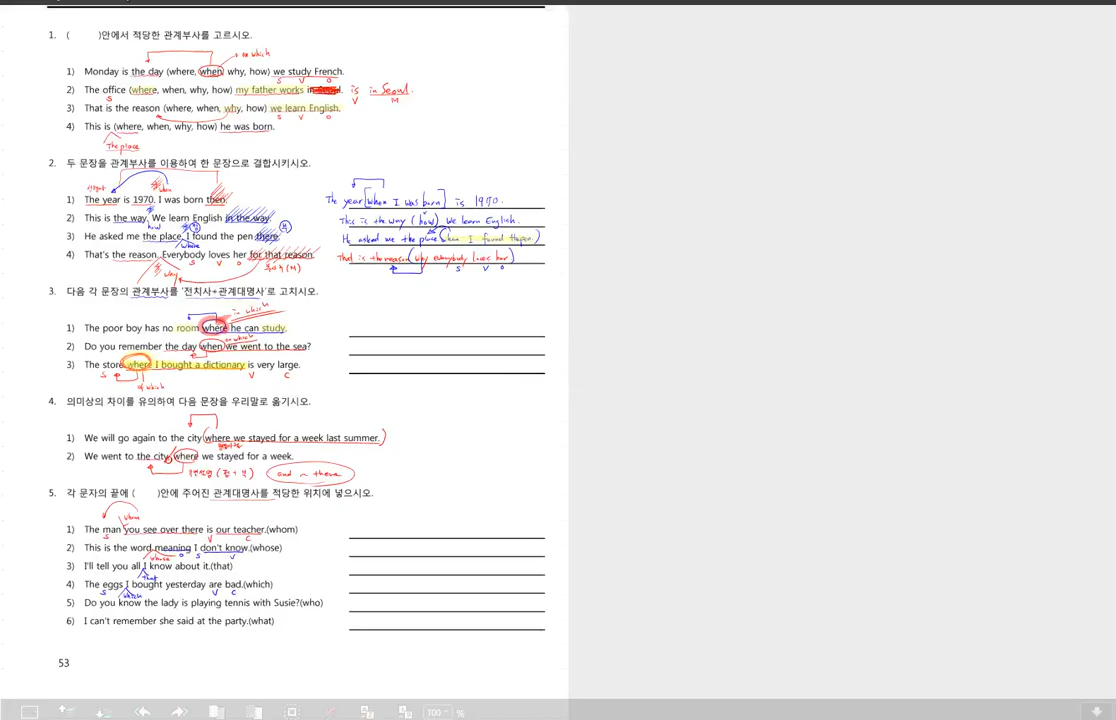 1. ( )안에서 적당한 관계부사를 고르시오.
on which
1) Monday is the day (where, when, why, how) we study French.
S V O
2) The office (where, when, why, how) my father works in is in Seoul.
S V M
3) That is the reason (where, when, why, how) we learn English.
S V O
4) This is (where, when, why, how) he was born.
The place
2. 두 문장을 관계부사를 이용하여 한 문장으로 결합시키시오.
when
1) The year is 1970. I was born then. The year [when I was born] is 1970.
2) This is the way. We learn English in the way. This is the way (how) We learn English.
how
3) He asked me the place. I found the pen there. He asked me the place
where
4) That's the reason. Everybody loves her for that reason. That is the reason (why everybody loves her)
S V O S V O
why (M)
3. 다음 각 문장의 관계부사를 '전치사+관계대명사'로 고치시오.
in which
1) The poor boy has no room where he can study.
on which
2) Do you remember the day when we went to the sea?
3) The store where I bought a dictionary is very large.
S V C
which
4. 의미상의 차이를 유의하여 다음 문장을 우리말로 옮기시오.
1) We will go again to the city (where we stayed for a week last summer.)
2) We went to the city, where we stayed for a week.
and ~ there
5. 각 문자의 끝에 ( )안에 주어진 관계대명사를 적당한 위치에 넣으시오.
whom
1) The man you see over there is our teacher.(whom)
S V C
2) This is the word meaning I don't know.(whose)
whose O S V
3) I'll tell you all I know about it.(that)
that
4) The eggs I bought yesterday are bad.(which)
S which V C
5) Do you know the lady is playing tennis with Susie?(who)
6) I can't remember she said at the party.(what)
53
100 %